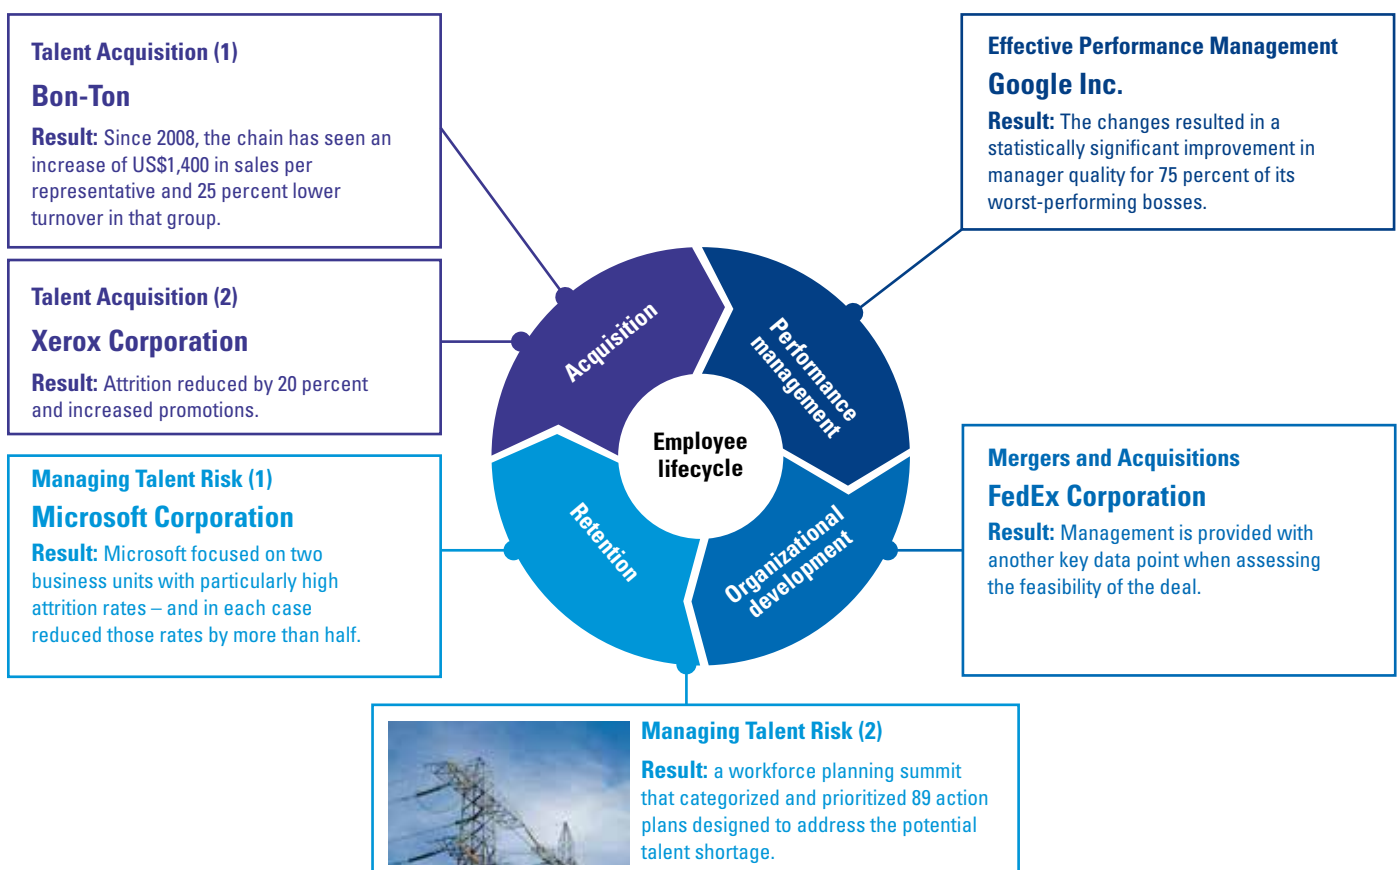 Talent Acquisition (1)
Bon-Ton
Result: Since 2008, the chain has seen an
increase of US$1,400 in sales per
representative and 25 percent lower
turnover in that group.
Talent Acquisition (2)
Xerox Corporation
Result: Attrition reduced by 20 percent
and increased promotions.
Managing Talent Risk (1)
Microsoft Corporation
Result: Microsoft focused on two
business units with particularly high
attrition rates – and in each case
reduced those rates by more than half.
Effective Performance Management
Google Inc.
Result: The changes resulted in a
statistically significant improvement in
manager quality for 75 percent of its
worst-performing bosses.
Mergers and Acquisitions
FedEx Corporation
Result: Management is provided with
another key data point when assessing
the feasibility of the deal.
Acquisition
Performance
management
Employee
lifecycle
Retention
Organizational
development
Managing Talent Risk (2)
Result: a workforce planning summit
that categorized and prioritized 89 action
plans designed to address the potential
talent shortage.